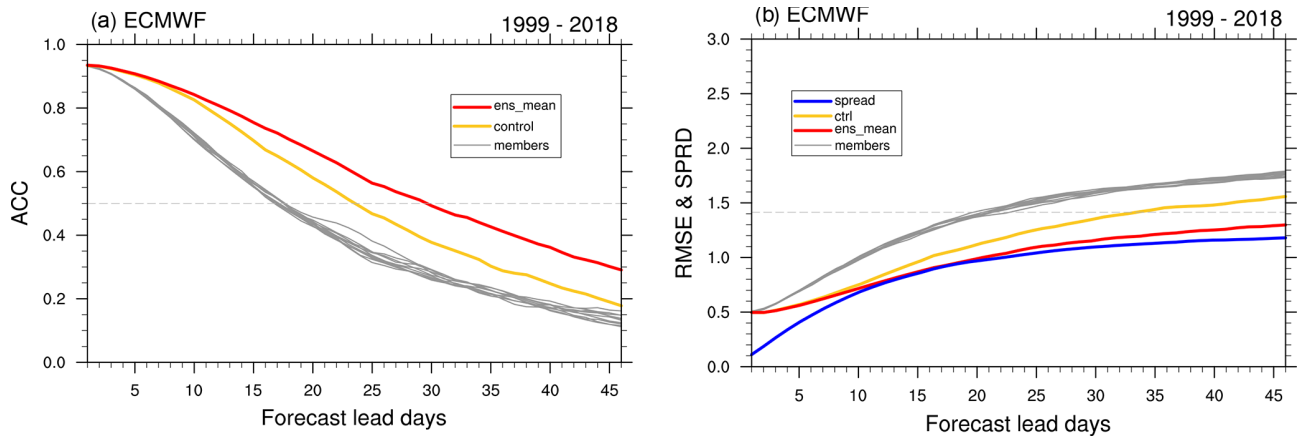 (a) ECMWF
1999 - 2018
1.0
0.8
0.6
0.4
0.2
0.0
ACC
ens_mean
control
members
5 10 15 20 25 30 35 40 45
Forecast lead days
(b) ECMWF
1999 - 2018
3.0
2.5
2.0
1.5
1.0
0.5
0.0
RMSE & SPRD
spread
ctrl
ens_mean
members
5 10 15 20 25 30 35 40 45
Forecast lead days